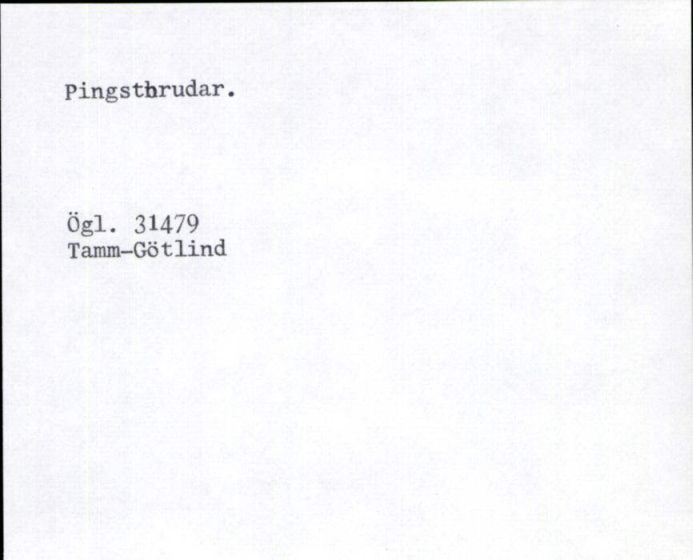 Pingstbrudar.
Ögl. 31479
Tamm-Götlind